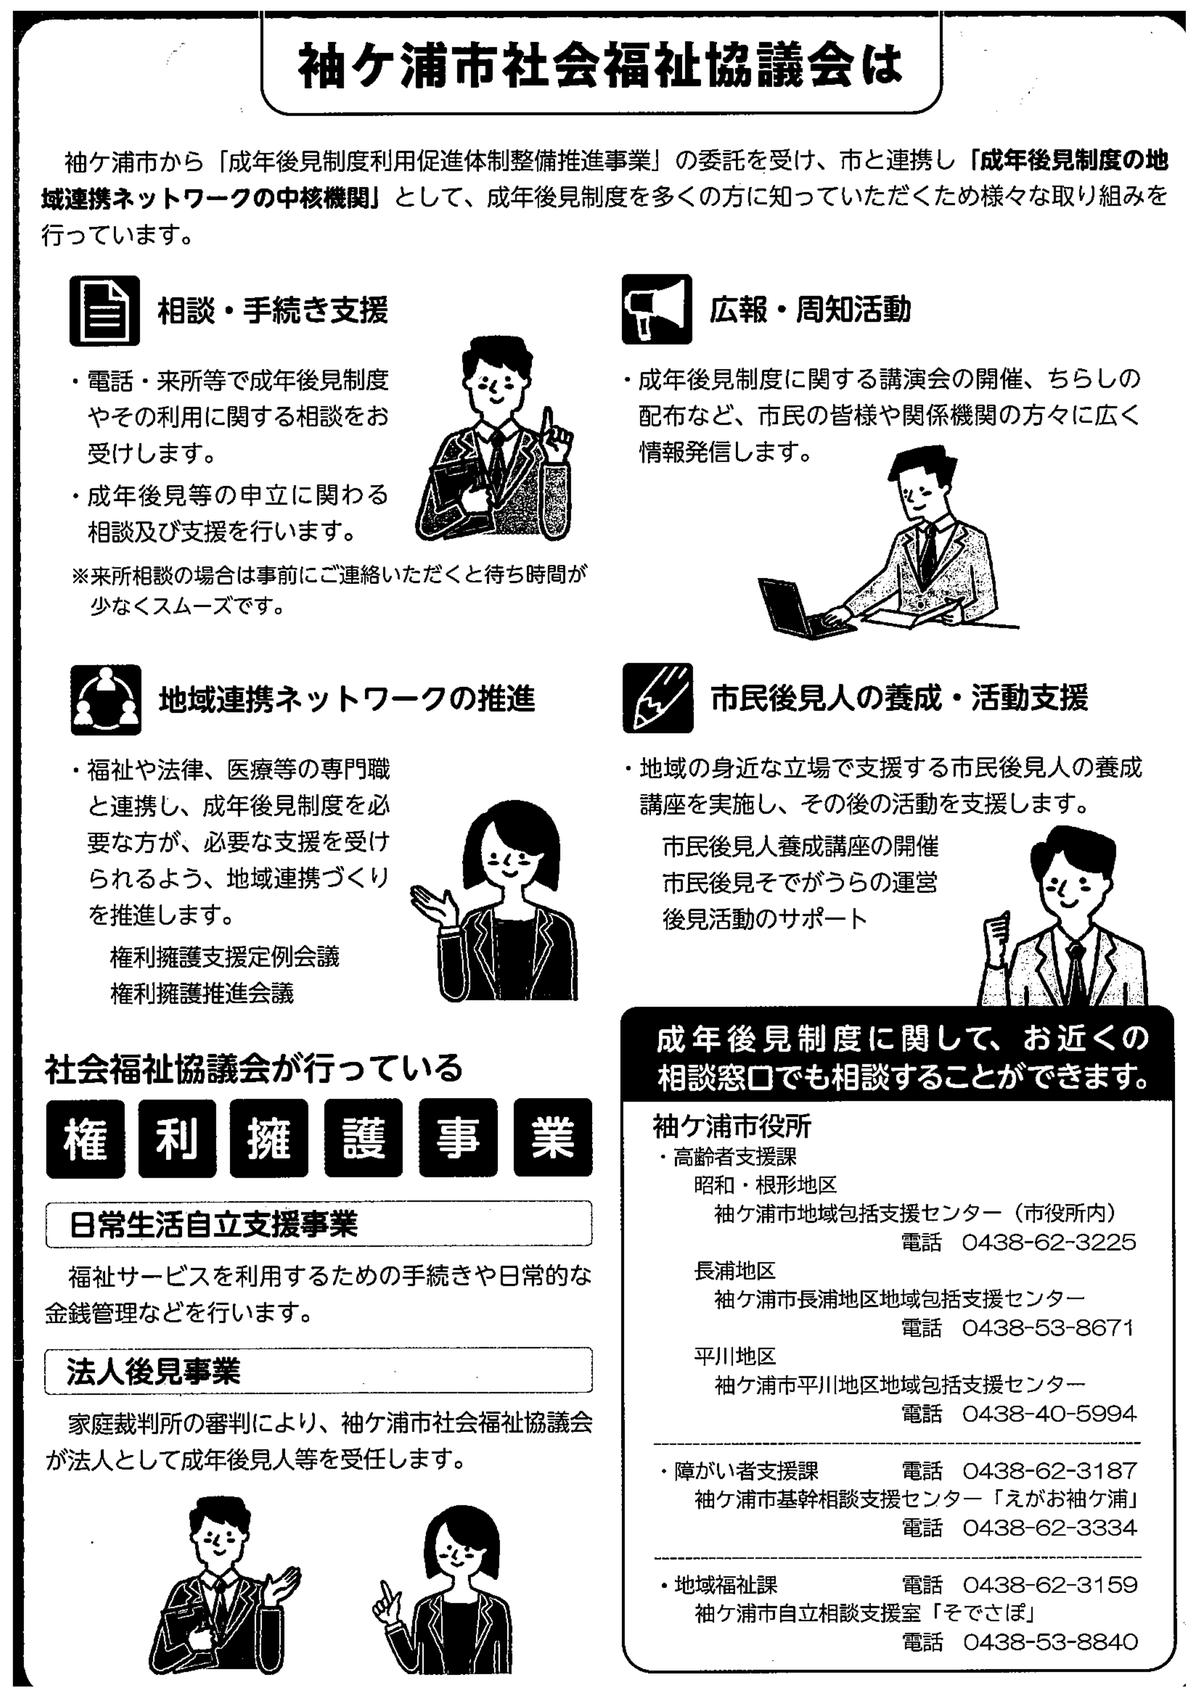 袖ケ浦市社会福祉協議会は
袖ケ浦市から「成年後見制度利用促進体制整備推進事業」の委託を受け、市と連携し「成年後見制度の地
域連携ネットワークの中核機関」として、成年後見制度を多くの方に知っていただくため様々な取り組みを
行っています。
相談・手続き支援
・電話・来所等で成年後見制度
やその利用に関する相談をお
受けします。
・成年後見等の申立に関わる
相談及び支援を行います。
※来所相談の場合は事前にご連絡いただくと待ち時間が
少なくスムーズです。
広報・周知活動
・成年後見制度に関する講演会の開催、ちらしの
配布など、市民の皆様や関係機関の方々に広く
情報発信します。
地域連携ネットワークの推進
・福祉や法律、医療等の専門職
と連携し、成年後見制度を必
要な方が、必要な支援を受け
られるよう、地域連携づくり
を推進します。
権利擁護支援定例会議
権利擁護推進会議
市民後見人の養成・活動支援
・地域の身近な立場で支援する市民後見人の養成
講座を実施し、その後の活動を支援します。
市民後見人養成講座の開催
市民後見そでがうらの運営
後見活動のサポート
社会福祉協議会が行っている
権利擁護事業
日常生活自立支援事業
福祉サービスを利用するための手続きや日常的な
金銭管理などを行います。
法人後見事業
家庭裁判所の審判により、袖ケ浦市社会福祉協議会
が法人として成年後見人等を受任します。
成年後見制度に関して、お近くの
相談窓口でも相談することができます。
袖ケ浦市役所
・高齢者支援課
昭和・根形地区
袖ケ浦市地域包括支援センター（市役所内）
電話 0438-62-3225
長浦地区
袖ケ浦市長浦地区地域包括支援センター
電話 0438-53-8671
平川地区
袖ケ浦市平川地区地域包括支援センター
電話 0438-40-5994
・障がい者支援課 電話 0438-62-3187
袖ケ浦市基幹相談支援センター「えがお袖ケ浦」
電話 0438-62-3334
・地域福祉課 電話 0438-62-3159
袖ケ浦市自立相談支援室「そでさぽ」
電話 0438-53-8840